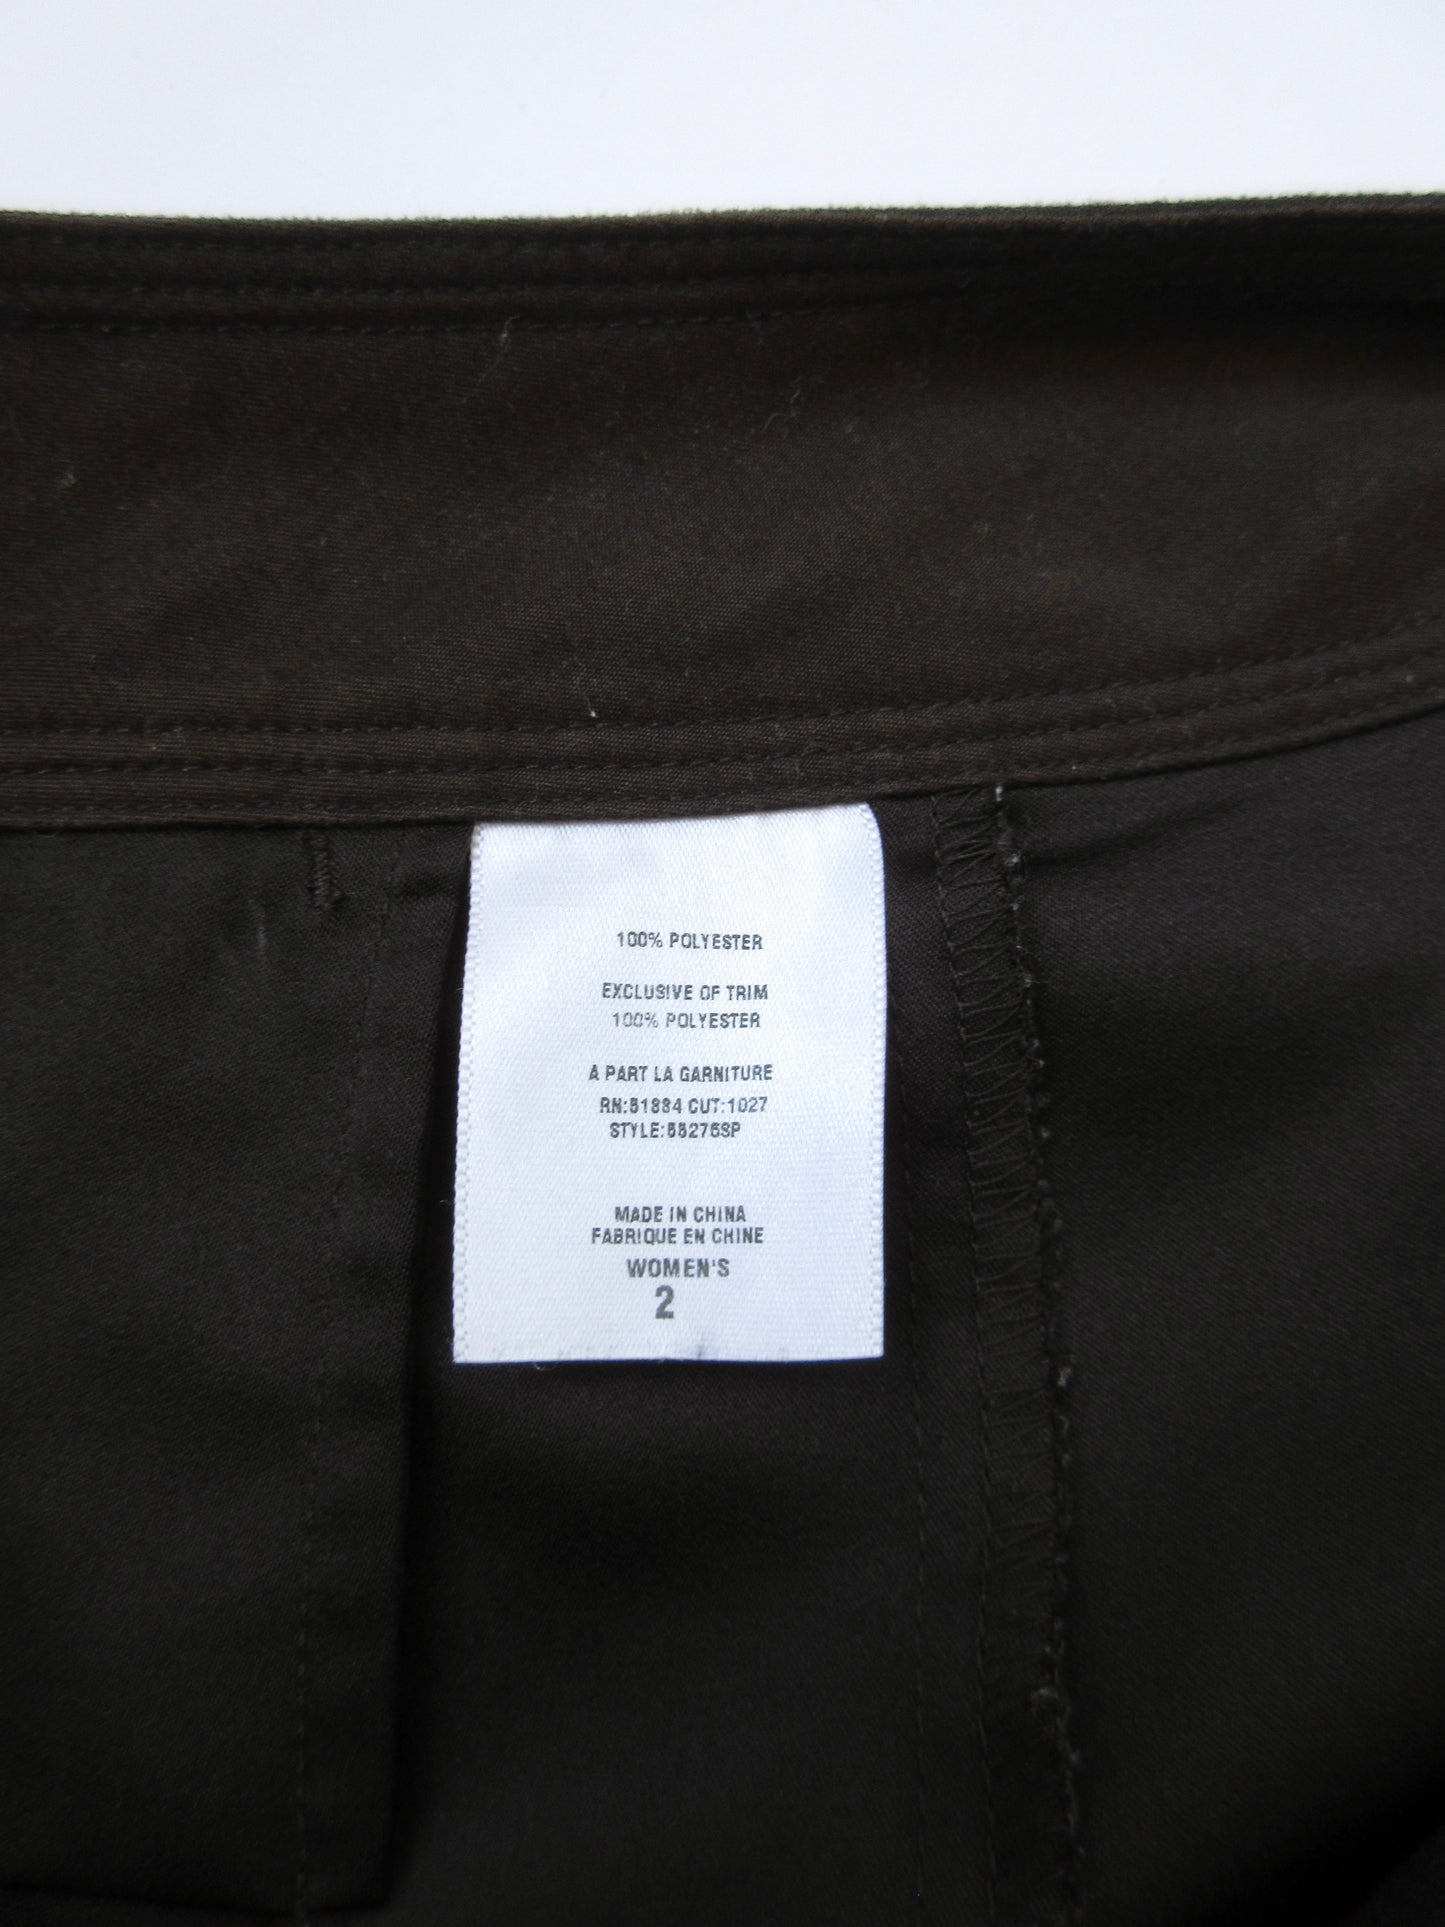 100% POLYESTER
EXCLUSIVE OF TRIM
100% POLYESTER
A PART LA GARNITURE
RN:51884 CUT:1027
STYLE:
MADE IN CHINA
FABRIQUE EN CHINE
WOMEN'S
2